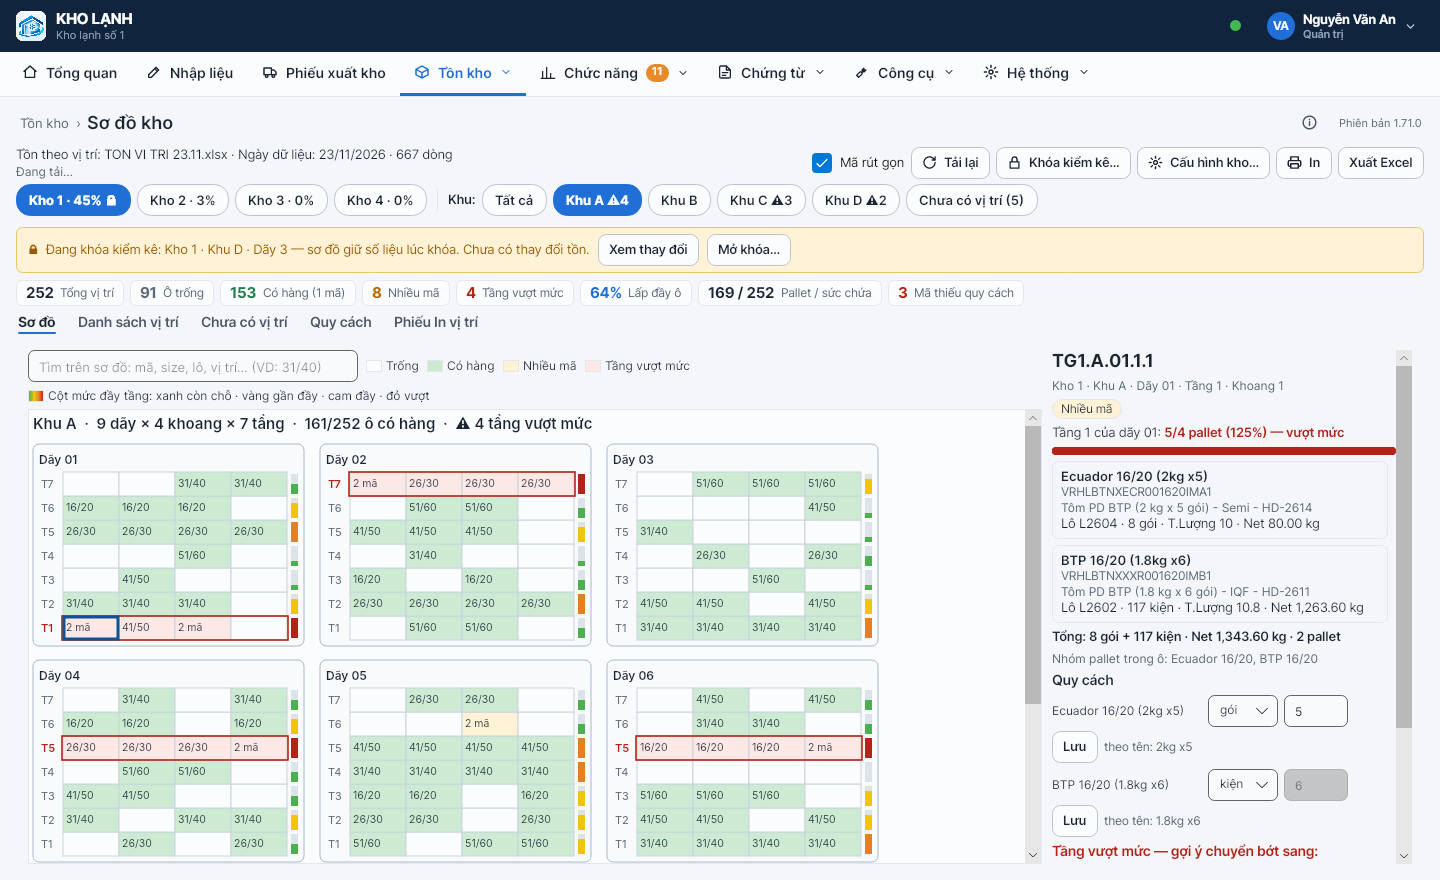 KHO LẠNH
Kho lạnh số 1
VA
Nguyễn Văn An
Quản trị
Tổng quan
Nhập liệu
Phiếu xuất kho
Tồn kho
Chức năng 11
Chứng từ
Công cụ
Hệ thống
Tồn kho › Sơ đồ kho
Phiên bản 1.71.0
Tồn theo vị trí: TON VI TRI 23.11.xlsx · Ngày dữ liệu: 23/11/2026 · 667 dòng
Đang tải...
Mã rút gọn
Tải lại
Khóa kiểm kê...
Cấu hình kho...
In
Xuất Excel
Kho 1 · 45%
Kho 2 · 3%
Kho 3 · 0%
Kho 4 · 0%
Khu:
Tất cả
Khu A ⚠4
Khu B
Khu C ⚠3
Khu D ⚠2
Chưa có vị trí (5)
Đang khóa kiểm kê: Kho 1 · Khu D · Dãy 3 — sơ đồ giữ số liệu lúc khóa. Chưa có thay đổi tồn.
Xem thay đổi
Mở khóa...
252 Tổng vị trí
91 Ô trống
153 Có hàng (1 mã)
8 Nhiều mã
4 Tầng vượt mức
64% Lấp đầy ô
169 / 252 Pallet / sức chứa
3 Mã thiếu quy cách
Sơ đồ
Danh sách vị trí
Chưa có vị trí
Quy cách
Phiếu In vị trí
Tìm trên sơ đồ: mã, size, lô, vị trí... (VD: 31/40)
Trống
Có hàng
Nhiều mã
Tầng vượt mức
Cột mức đầy tầng: xanh còn chỗ · vàng gần đầy · cam đầy · đỏ vượt
Khu A · 9 dãy × 4 khoang × 7 tầng · 161/252 ô có hàng · ⚠ 4 tầng vượt mức
Dãy 01
T7 31/40 31/40
T6 16/20 16/20 16/20
T5 26/30 26/30 26/30 26/30
T4 51/60
T3 41/50
T2 31/40 31/40 31/40
T1 2 mã 41/50 2 mã
Dãy 02
T7 2 mã 26/30 26/30 26/30
T6 51/60 51/60
T5 41/50 41/50 41/50
T4 31/40
T3 16/20 16/20
T2 26/30 26/30 26/30 26/30
T1 51/60 51/60
Dãy 03
T7 51/60 51/60 51/60
T6 41/50
T5 31/40
T4 26/30 26/30
T3 51/60
T2 41/50 41/50 41/50
T1 31/40 31/40 31/40 31/40
Dãy 04
T7 31/40 31/40
T6 16/20 16/20 16/20
T5 26/30 26/30 26/30 2 mã
T4 51/60 51/60
T3 41/50 41/50
T2 31/40 31/40 31/40
T1 26/30 26/30
Dãy 05
T7 26/30 26/30
T6 2 mã
T5 41/50 41/50 41/50 41/50
T4 31/40 31/40 31/40 31/40
T3 16/20 16/20 16/20
T2 26/30 26/30 26/30
T1 51/60 51/60 51/60
Dãy 06
T7 41/50 41/50
T6 31/40 31/40
T5 16/20 16/20 16/20 2 mã
T4
T3 51/60 51/60 51/60
T2 41/50 41/50 41/50
T1 31/40 31/40 31/40 31/40
TG1.A.01.1.1
Kho 1 · Khu A · Dãy 01 · Tầng 1 · Khoang 1
Nhiều mã
Tầng 1 của dãy 01: 5/4 pallet (125%) — vượt mức
Ecuador 16/20 (2kg x5)
VRHLBTNXECR001620IMA1
Tôm PD BTP (2 kg x 5 gói) - Semi - HD-2614
Lô L2604 · 8 gói · T.Lượng 10 · Net 80.00 kg
BTP 16/20 (1.8kg x6)
VRHLBTNXXXR001620IMB1
Tôm PD BTP (1.8 kg x 6 gói) - IQF - HD-2611
Lô L2602 · 117 kiện · T.Lượng 10.8 · Net 1,263.60 kg
Tổng: 8 gói + 117 kiện · Net 1,343.60 kg · 2 pallet
Nhóm pallet trong ô: Ecuador 16/20, BTP 16/20
Quy cách
Ecuador 16/20 (2kg x5) gói 5
Lưu theo tên: 2kg x5
BTP 16/20 (1.8kg x6) kiện 6
Lưu theo tên: 1.8kg x6
Tầng vượt mức — gợi ý chuyển bớt sang: